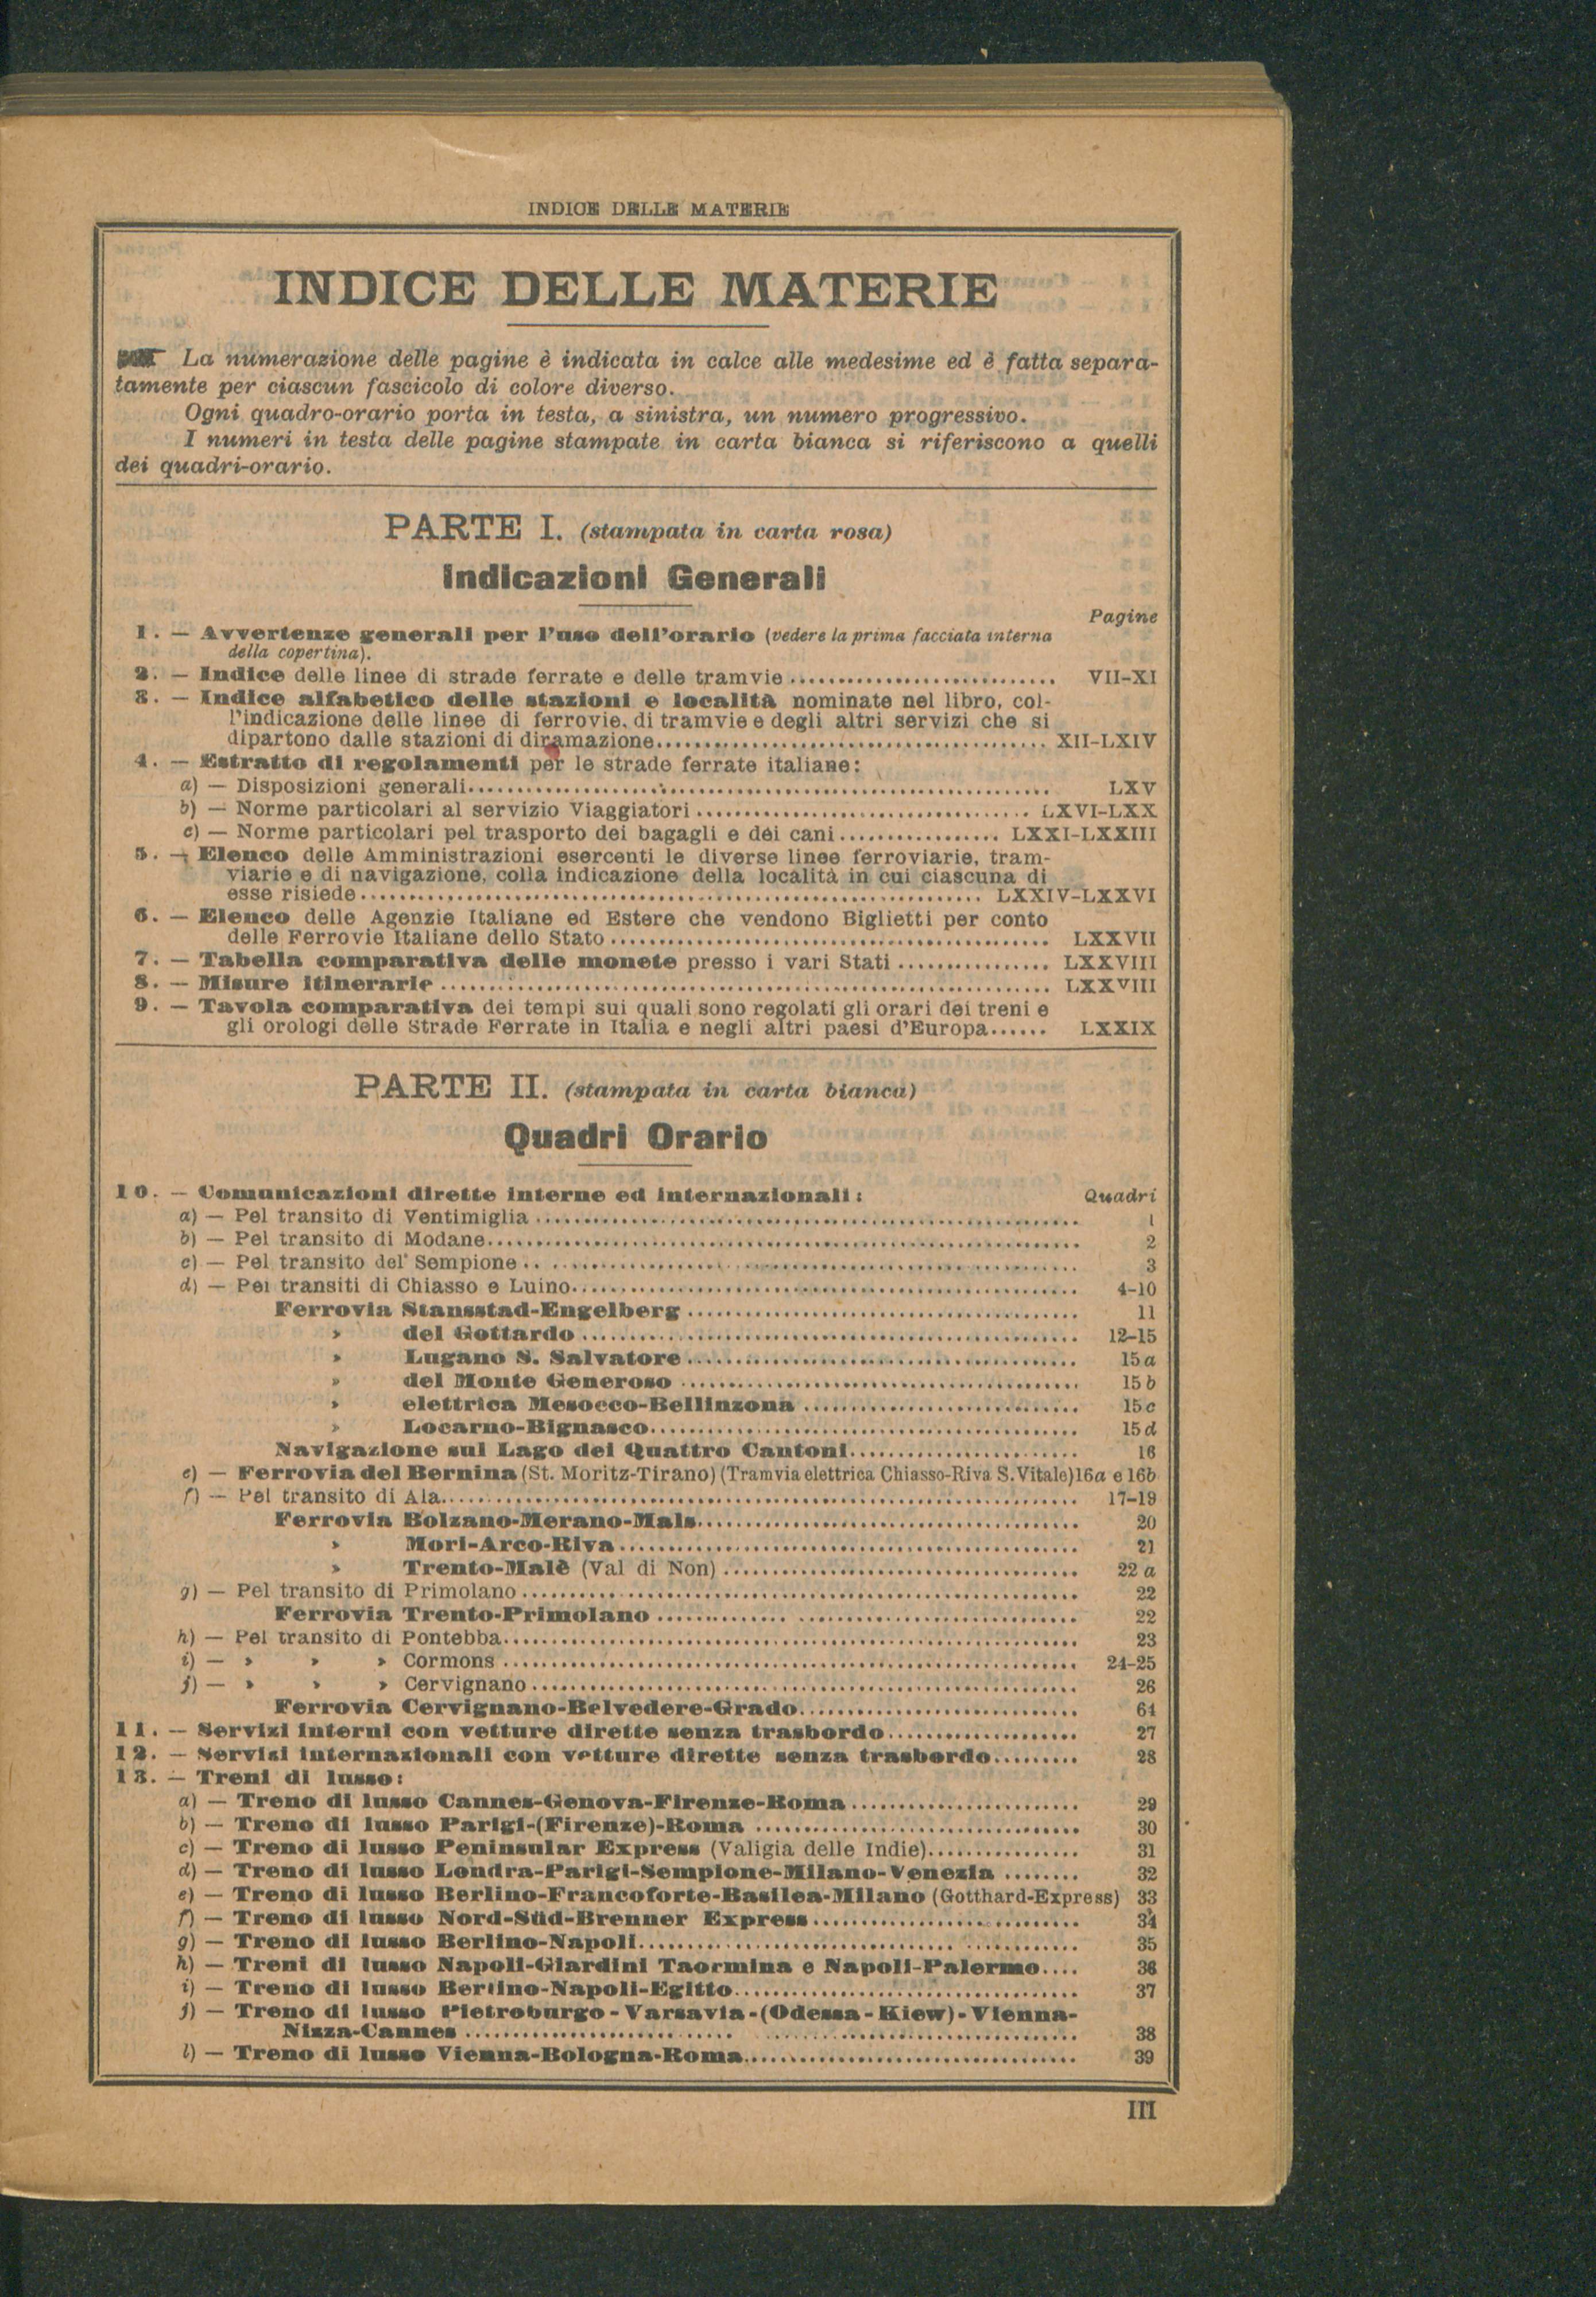 INDICE DELLE MATERIE
INDICE DELLE MATERIE
La numerazione delle pagine è indicata in calce alle medesime ed è fatta separa-
tamente per ciascun fascicolo di colore diverso.
Ogni quadro-orario porta in testa, a sinistra, un numero progressivo.
I numeri in testa delle pagine stampate in carta bianca si riferiscono a quelli
dei quadri-orario.
PARTE I. (stampata in carta rosa)
Indicazioni Generali
Pagine
1. — Avvertenze generali per l'uso dell'orario (vedere la prima facciata interna
della copertina).
2. — Indice delle linee di strade ferrate e delle tramvie ........ VII-XI
3. — Indice alfabetico delle stazioni e località nominate nel libro, col-
l'indicazione delle linee di ferrovie, di tramvie e degli altri servizi che si
dipartono dalle stazioni di diramazione........ XII-LXIV
4. — Estratto di regolamenti per le strade ferrate italiane:
a) — Disposizioni generali........ LXV
b) — Norme particolari al servizio Viaggiatori ........ LXVI-LXX
c) — Norme particolari pel trasporto dei bagagli e dei cani........ LXXI-LXXIII
5. — Elenco delle Amministrazioni esercenti le diverse linee ferroviarie, tram-
viarie e di navigazione, colla indicazione della località in cui ciascuna di
esse risiede........ LXXIV-LXXVI
6. — Elenco delle Agenzie Italiane ed Estere che vendono Biglietti per conto
delle Ferrovie Italiane dello Stato ........ LXXVII
7. — Tabella comparativa delle monete presso i vari Stati ........ LXXVIII
8. — Misure itinerarie ........ LXXVIII
9. — Tavola comparativa dei tempi sui quali sono regolati gli orari dei treni e
gli orologi delle Strade Ferrate in Italia e negli altri paesi d'Europa...... LXXIX
PARTE II. (stampata in carta bianca)
Quadri Orario
10. — Comunicazioni dirette interne ed internazionali: Quadri
a) — Pel transito di Ventimiglia ........ 1
b) — Pel transito di Modane........ 2
c) — Pel transito del Sempione ........ 3
d) — Pei transiti di Chiasso e Luino........ 4-10
Ferrovia Stansstad-Engelberg ........ 11
» del Gottardo ........ 12-15
» Lugano S. Salvatore ........ 15a
» del Monte Generoso ........ 15b
» elettrica Mesocco-Bellinzona ........ 15c
» Locarno-Bignasco........ 15d
Navigazione sul Lago dei Quattro Cantoni........ 16
e) — Ferrovia del Bernina (St. Moritz-Tirano) (Tramvia elettrica Chiasso-Riva S. Vitale) 16a e 16b
f) — Pel transito di Ala........ 17-19
Ferrovia Bolzano-Merano-Mals........ 20
» Mori-Arco-Riva ........ 21
» Trento-Malè (Val di Non) ........ 22a
g) — Pel transito di Primolano ........ 22
Ferrovia Trento-Primolano ........ 22
h) — Pel transito di Pontebba........ 23
i) — » » » Cormons ........ 24-25
j) — » » » Cervignano ........ 26
Ferrovia Cervignano-Belvedere-Grado........ 64
11. — Servizi interni con vetture dirette senza trasbordo........ 27
12. — Servizi internazionali con vetture dirette senza trasbordo........ 28
13. — Treni di lusso:
a) — Treno di lusso Cannes-Genova-Firenze-Roma ........ 29
b) — Treno di lusso Parigi-(Firenze)-Roma ........ 30
c) — Treno di lusso Peninsular Express (Valigia delle Indie)........ 31
d) — Treno di lusso Londra-Parigi-Sempione-Milano-Venezia ........ 32
e) — Treno di lusso Berlino-Francoforte-Basilea-Milano (Gotthard-Express) 33
f) — Treno di lusso Nord-Süd-Brenner Express........ 34
g) — Treno di lusso Berlino-Napoli........ 35
h) — Treni di lusso Napoli-Giardini Taormina e Napoli-Palermo.... 36
i) — Treno di lusso Berlino-Napoli-Egitto........ 37
j) — Treno di lusso Pietroburgo-Varsavia-(Odessa-Kiew)-Vienna-
Nizza-Cannes ........ 38
l) — Treno di lusso Vienna-Bologna-Roma........ 39
III